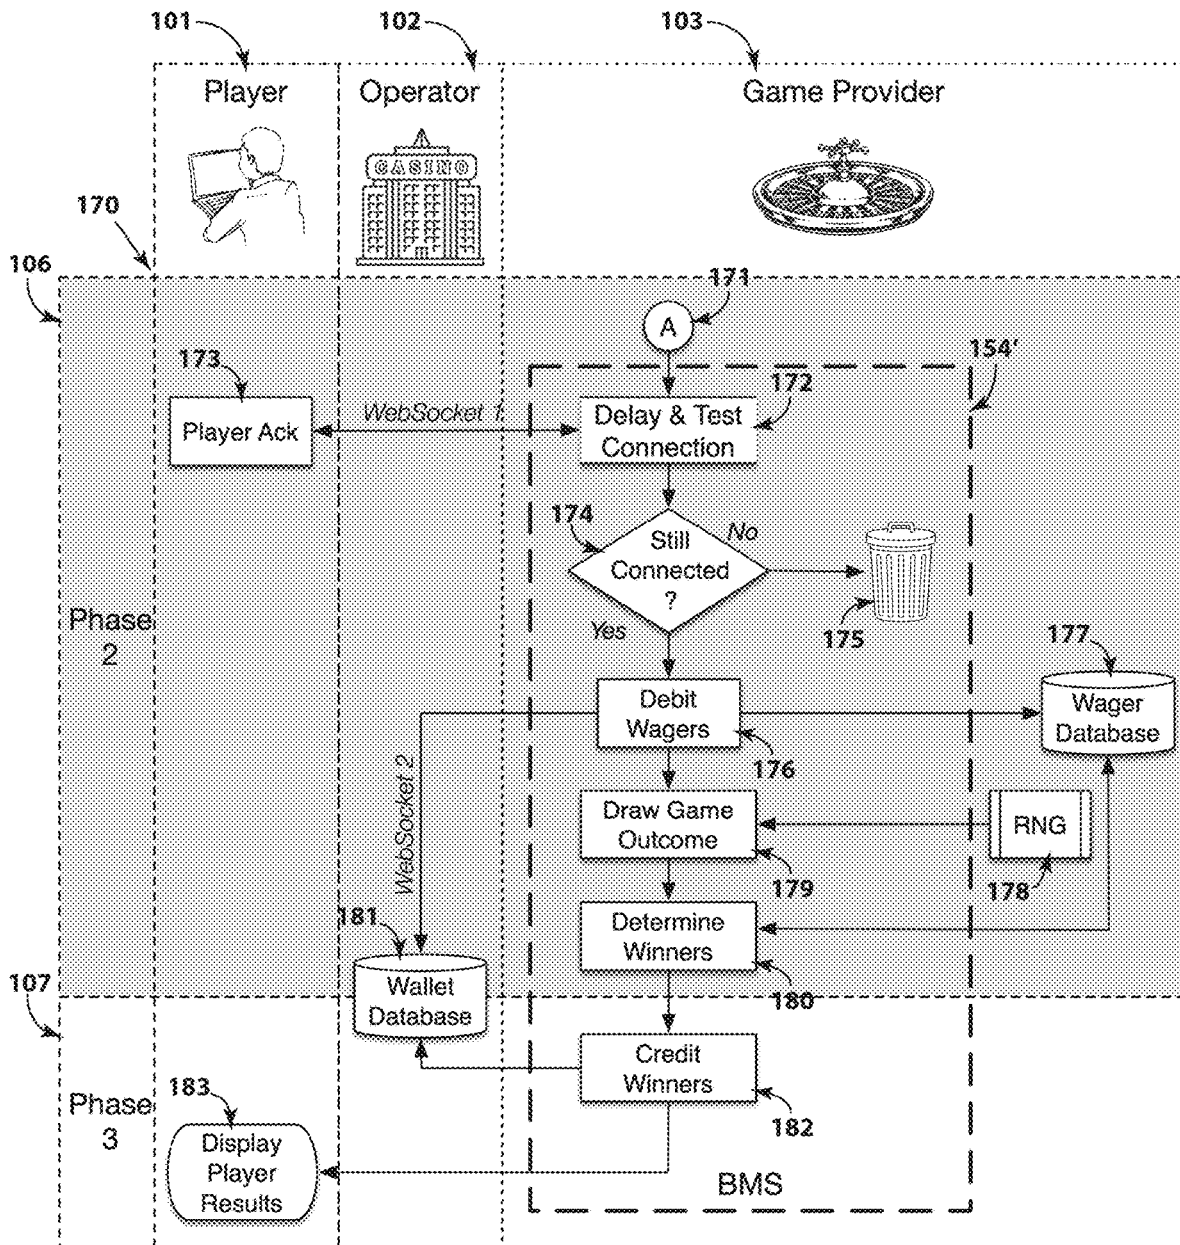 101
102
103
Player
Operator
Game Provider
CASINO
170
106
171
A
154'
173
172
Player Ack
WebSocket 1
Delay & Test
Connection
174
No
Still
Connected
?
175
Yes
Phase
2
177
Debit
Wagers
Wager
Database
176
WebSocket 2
Draw Game
Outcome
RNG
179
178
181
Determine
Winners
107
Wallet
Database
180
Credit
Winners
183
Phase
3
182
Display
Player
Results
BMS